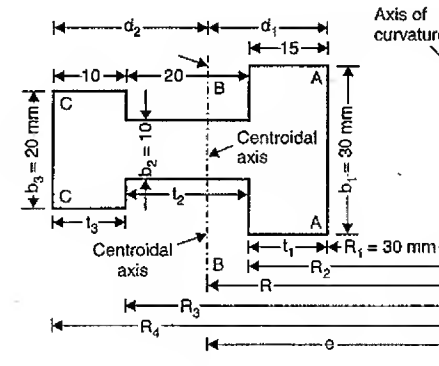 d2
d1
Axis of
curvature
15
10
20
C
B
A
b3 = 20 mm
b2 = 10
Centroidal
axis
b1 = 30 mm
C
t2
t3
Centroidal
axis
A
t1
R1 = 30 mm
B
R2
R
R3
R4
e